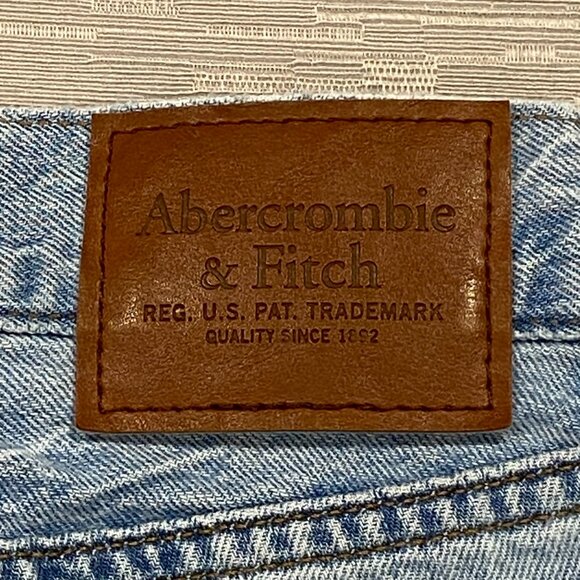 Abercrombie
& Fitch
REG. U.S. PAT. TRADEMARK
QUALITY SINCE 1892